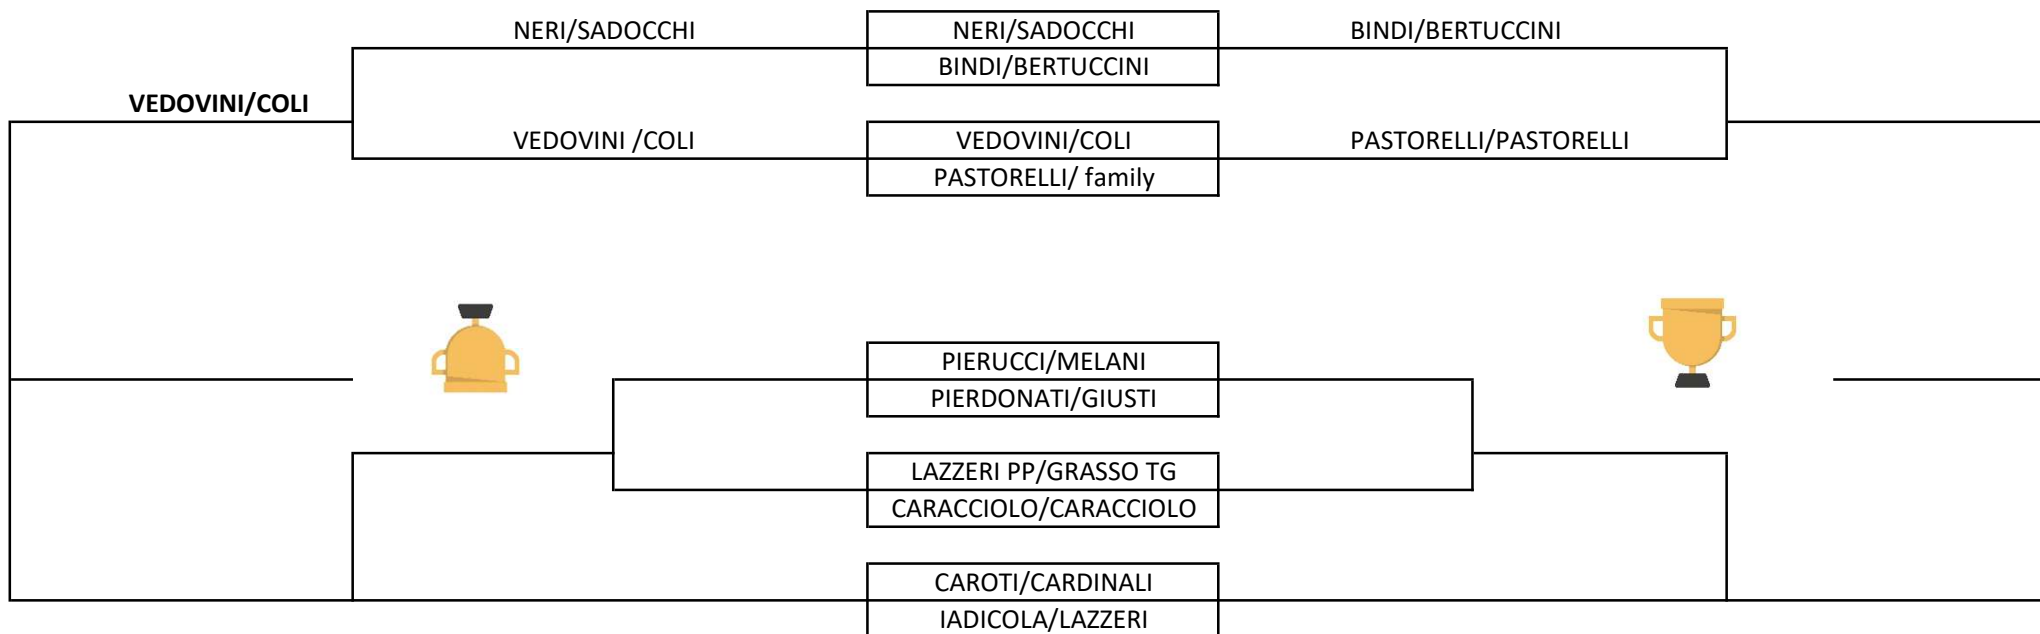 NERI/SADOCCHI NERI/SADOCCHI BINDI/BERTUCCINI
BINDI/BERTUCCINI
VEDOVINI/COLI
VEDOVINI /COLI VEDOVINI/COLI PASTORELLI/PASTORELLI
PASTORELLI/ family
PIERUCCI/MELANI
PIERDONATI/GIUSTI
LAZZERI PP/GRASSO TG
CARACCIOLO/CARACCIOLO
CAROTI/CARDINALI
IADICOLA/LAZZERI